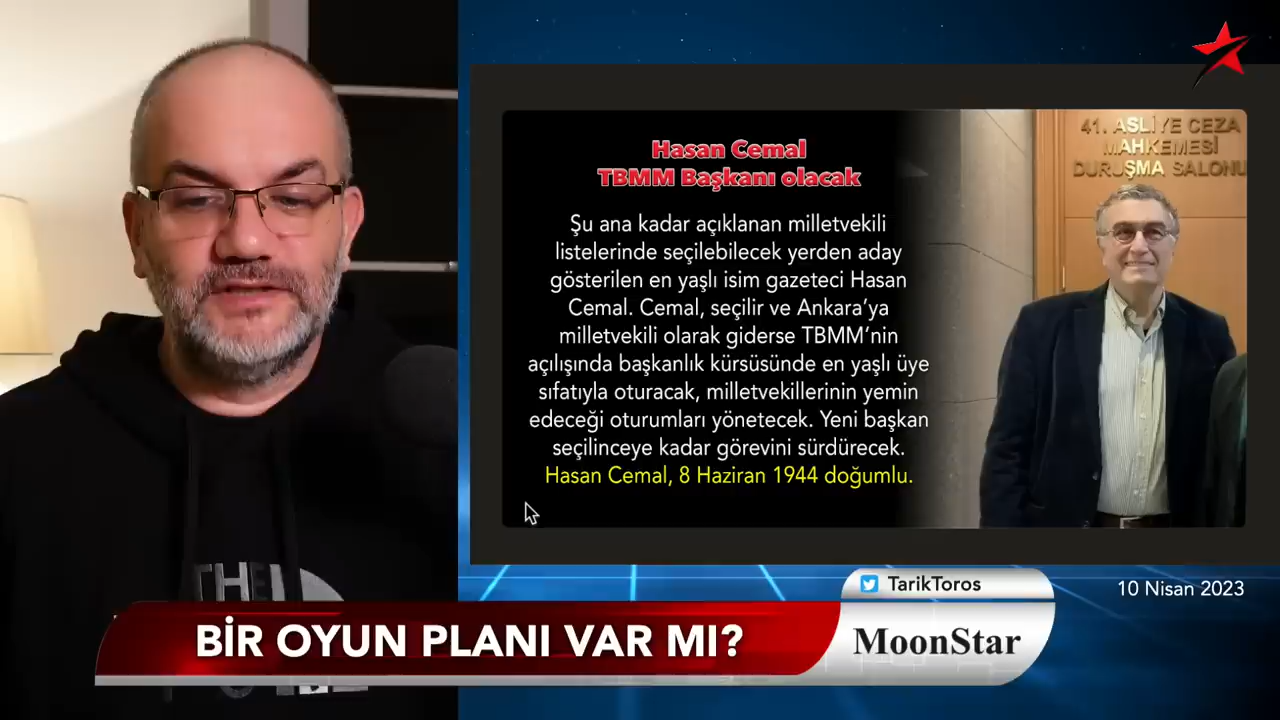 41. ASLİYE CEZA
MAHKEMESİ
DURUŞMA SALONU
Hasan Cemal
TBMM Başkanı olacak
Şu ana kadar açıklanan milletvekili
listelerinde seçilebilecek yerden aday
gösterilen en yaşlı isim gazeteci Hasan
Cemal. Cemal, seçilir ve Ankara’ya
milletvekili olarak giderse TBMM’nin
açılışında başkanlık kürsüsünde en yaşlı üye
sıfatıyla oturacak, milletvekillerinin yemin
edeceği oturumları yönetecek. Yeni başkan
seçilinceye kadar görevini sürdürecek.
Hasan Cemal, 8 Haziran 1944 doğumlu.
THE
TarikToros
10 Nisan 2023
BİR OYUN PLANI VAR MI?
MoonStar